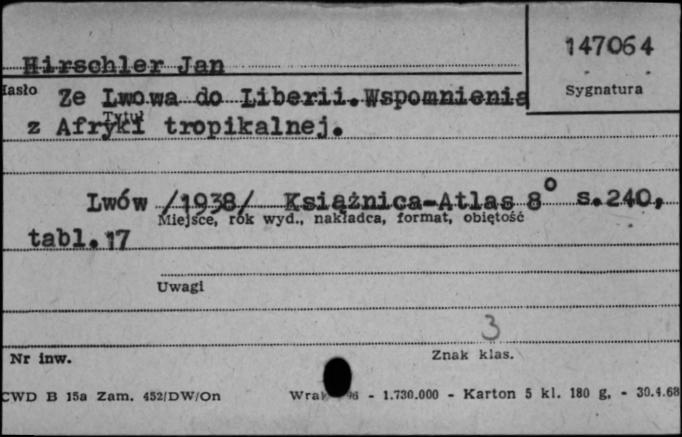 147064
Hirschler Jan
Hasło
Sygnatura
Ze Lwowa do Liberii. Wspomnienia
Tytuł
z Afryki tropikalnej.
Lwów /1938/ Książnica-Atlas 8° s. 240,
Miejsce, rok wyd., nakładca, format, objętość
tabl. 17
Uwagi
3
Nr inw.
Znak klas.
CWD B 15a Zam. 452/DW/On
- 1.730.000 - Karton 5 kl. 180 g. - 30.4.68